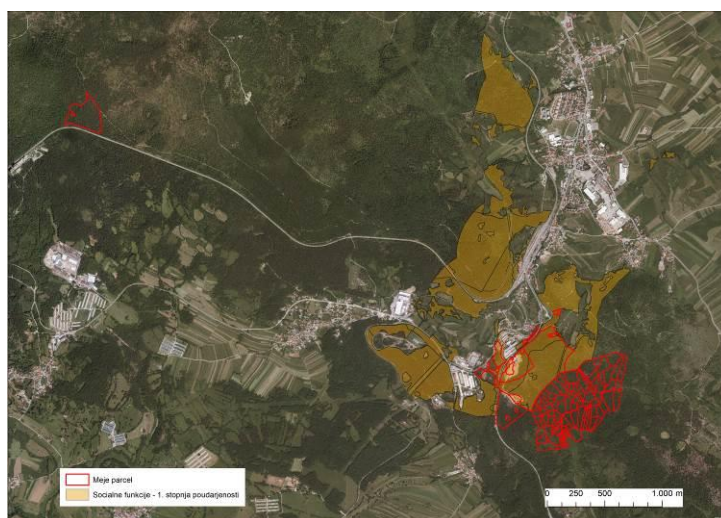 Meje parcel
Socialne funkcije - 1. stopnja poudarjenosti
0 250 500 1.000 m